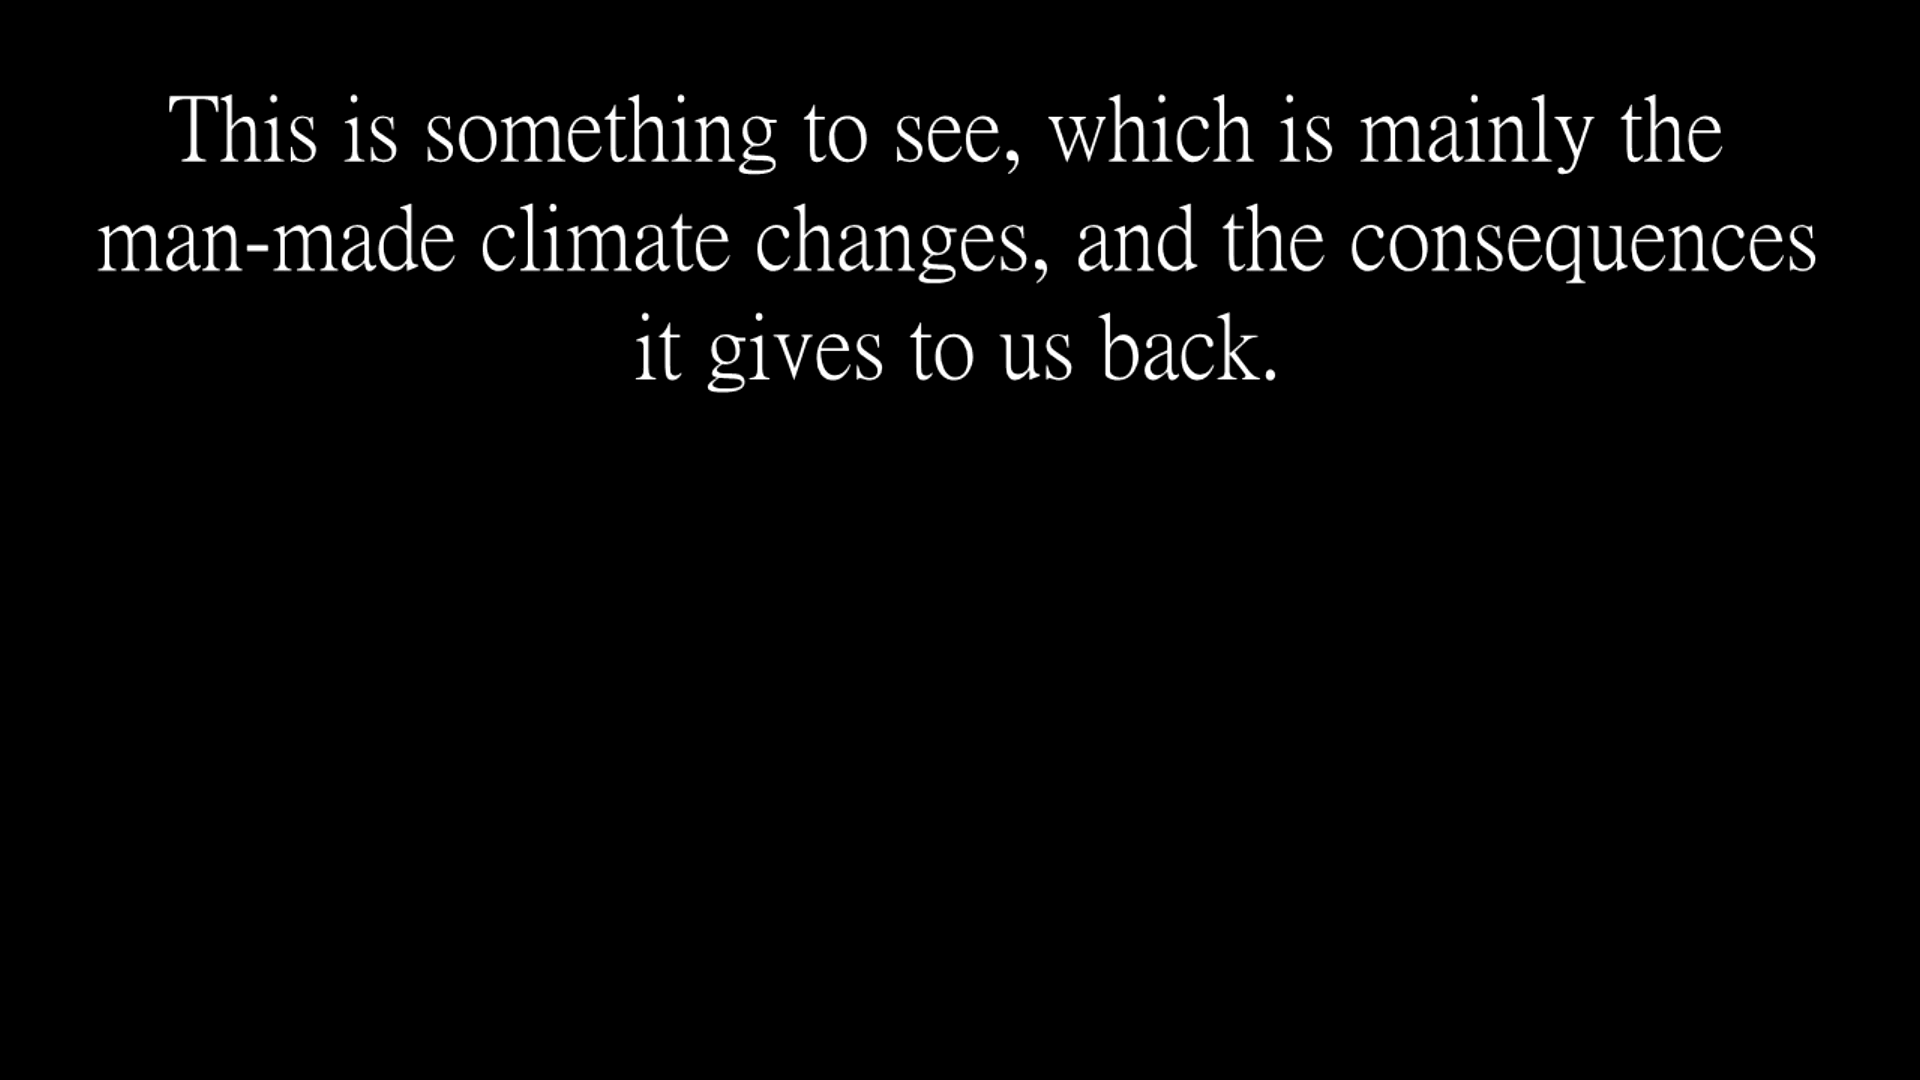 This is something to see, which is mainly the
man-made climate changes, and the consequences
it gives to us back.